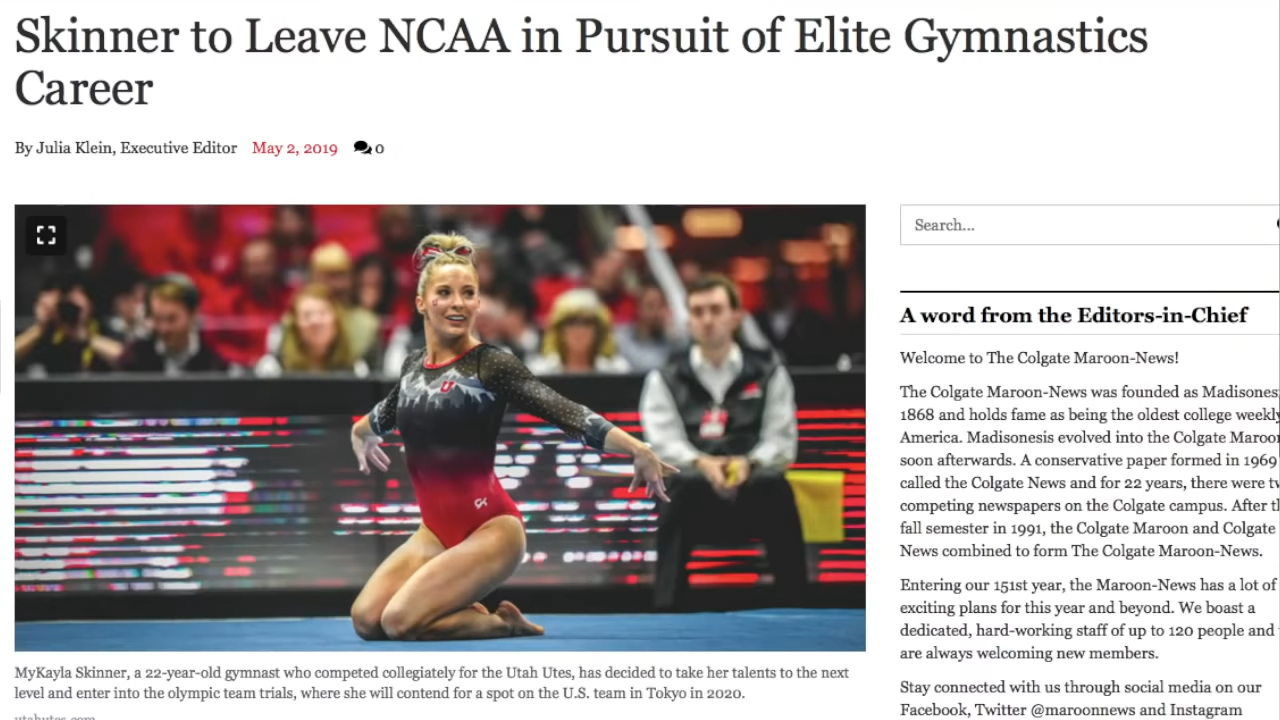 Skinner to Leave NCAA in Pursuit of Elite Gymnastics
Career
By Julia Klein, Executive Editor May 2, 2019 0
Search...
A word from the Editors-in-Chief
Welcome to The Colgate Maroon-News!
The Colgate Maroon-News was founded as
1868 and holds fame as being the oldest college
America. Madisonesis evolved into the Colgate
soon afterwards. A conservative paper formed in 1969
called the Colgate News and for 22 years, there were
competing newspapers on the Colgate campus. After
fall semester in 1991, the Colgate Maroon and Colgate
News combined to form The Colgate Maroon-News.
Entering our 151st year, the Maroon-News has a lot of
exciting plans for this year and beyond. We boast a
dedicated, hard-working staff of up to 120 people and
are always welcoming new members.
Stay connected with us through social media on our
Facebook, Twitter @maroonnews and Instagram
U
GK
MyKayla Skinner, a 22-year-old gymnast who competed collegiately for the Utah Utes, has decided to take her talents to the next
level and enter into the olympic team trials, where she will contend for a spot on the U.S. team in Tokyo in 2020.
utahutes.com